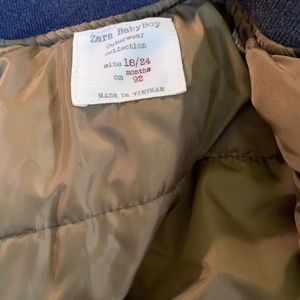 Zara BabyBoy
Outerwear
collection
size 18/24
months
cm 92
MADE IN VIETNAM